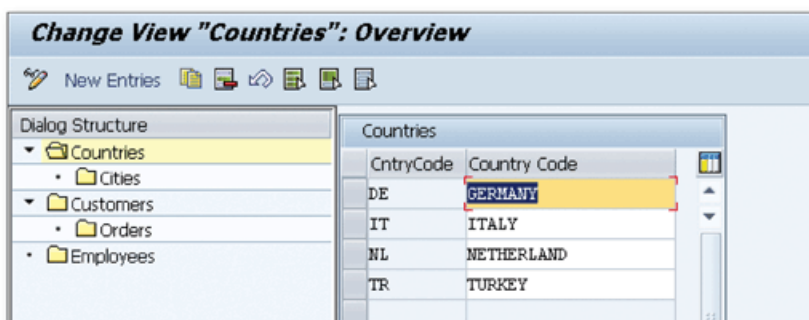 Change View "Countries": Overview
New Entries
Dialog Structure
Countries
Cities
Customers
Orders
Employees
Countries
CntryCode Country Code
DE GERMANY
IT ITALY
NL NETHERLAND
TR TURKEY